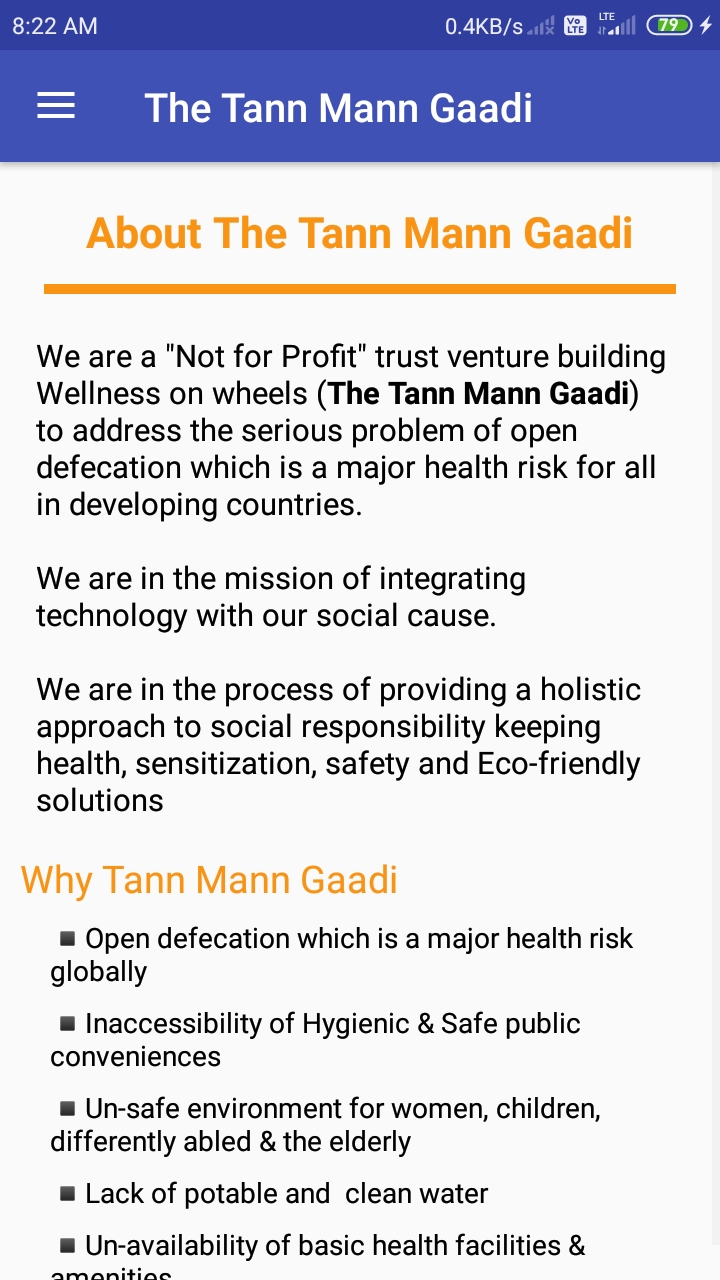 8:22 AM
0.4KB/s
Vo
LTE
LTE
79
The Tann Mann Gaadi
About The Tann Mann Gaadi
We are a "Not for Profit" trust venture building
Wellness on wheels (The Tann Mann Gaadi)
to address the serious problem of open
defecation which is a major health risk for all
in developing countries.
We are in the mission of integrating
technology with our social cause.
We are in the process of providing a holistic
approach to social responsibility keeping
health, sensitization, safety and Eco-friendly
solutions
Why Tann Mann Gaadi
▪ Open defecation which is a major health risk
globally
▪ Inaccessibility of Hygienic & Safe public
conveniences
▪ Un-safe environment for women, children,
differently abled & the elderly
▪ Lack of potable and  clean water
▪ Un-availability of basic health facilities &
amenities